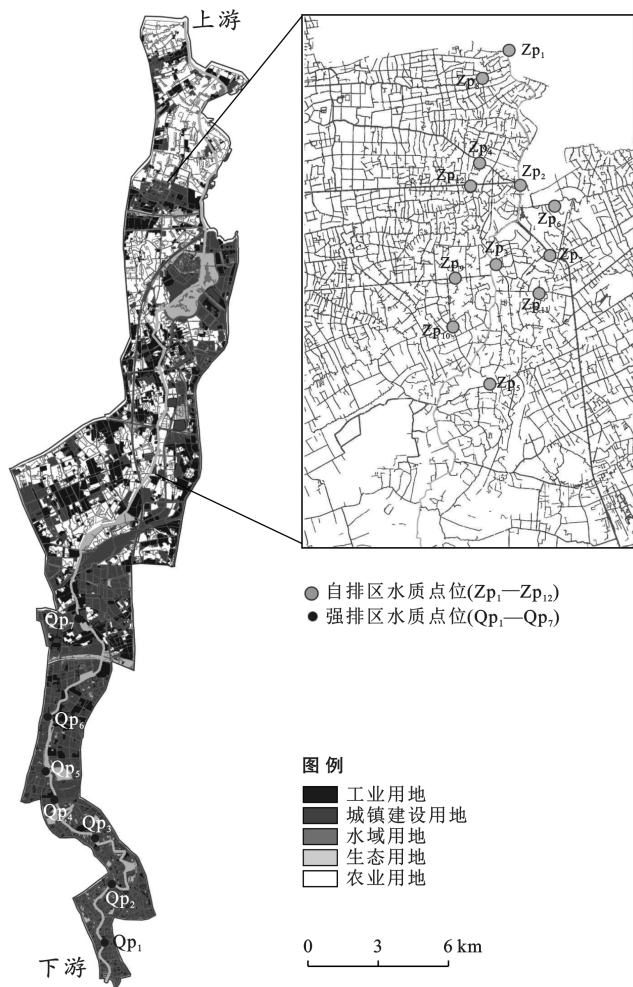 上游
Zp₁
Zp₈
Zp₂
Zp₁₂
Zp₆
Zp₃
Zp₉
Zp₁₁
Zp₁₀
Zp₅
自排区水质点位(Zp₁—Zp₁₂)
强排区水质点位(Qp₁—Qp₇)
Qp₇
Qp₆
Qp₅
Qp₄
Qp₃
Qp₂
Qp₁
下游
图例
工业用地
城镇建设用地
水域用地
生态用地
农业用地
0 3 6 km